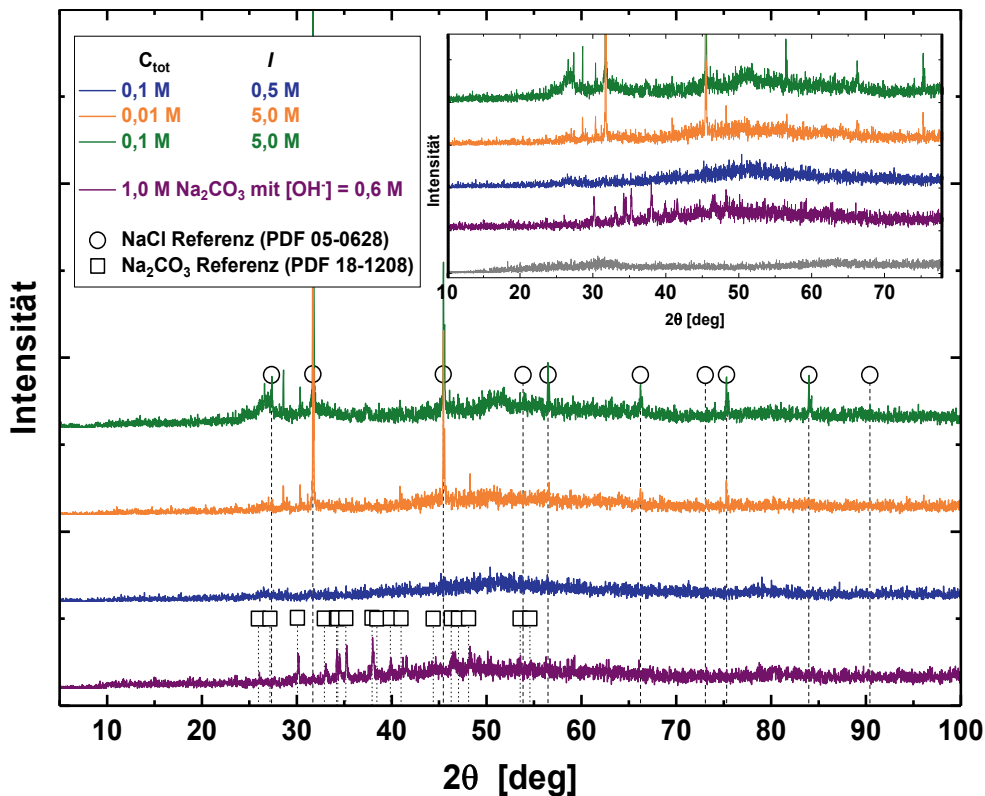 C_tot I
0,1 M 0,5 M
0,01 M 5,0 M
0,1 M 5,0 M
1,0 M Na₂CO₃ mit [OH⁻] = 0,6 M
NaCl Referenz (PDF 05-0628)
Na₂CO₃ Referenz (PDF 18-1208)
Intensität
10 20 30 40 50 60 70
2θ [deg]
Intensität
10 20 30 40 50 60 70 80 90 100
2θ [deg]